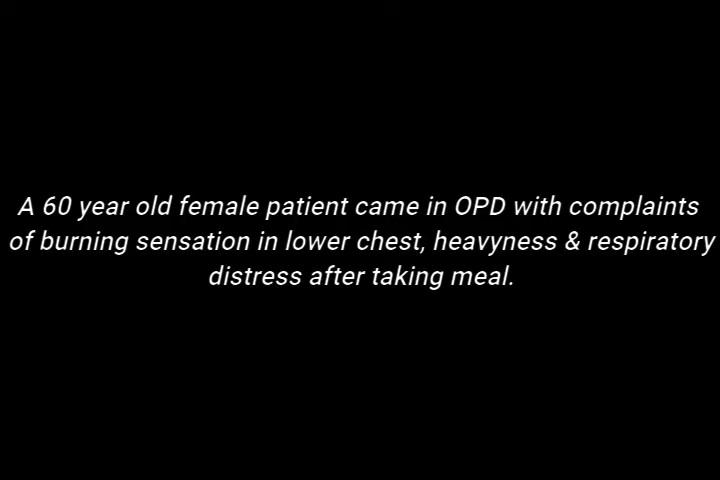 A 60 year old female patient came in OPD with complaints
of burning sensation in lower chest, heavyness & respiratory
distress after taking meal.